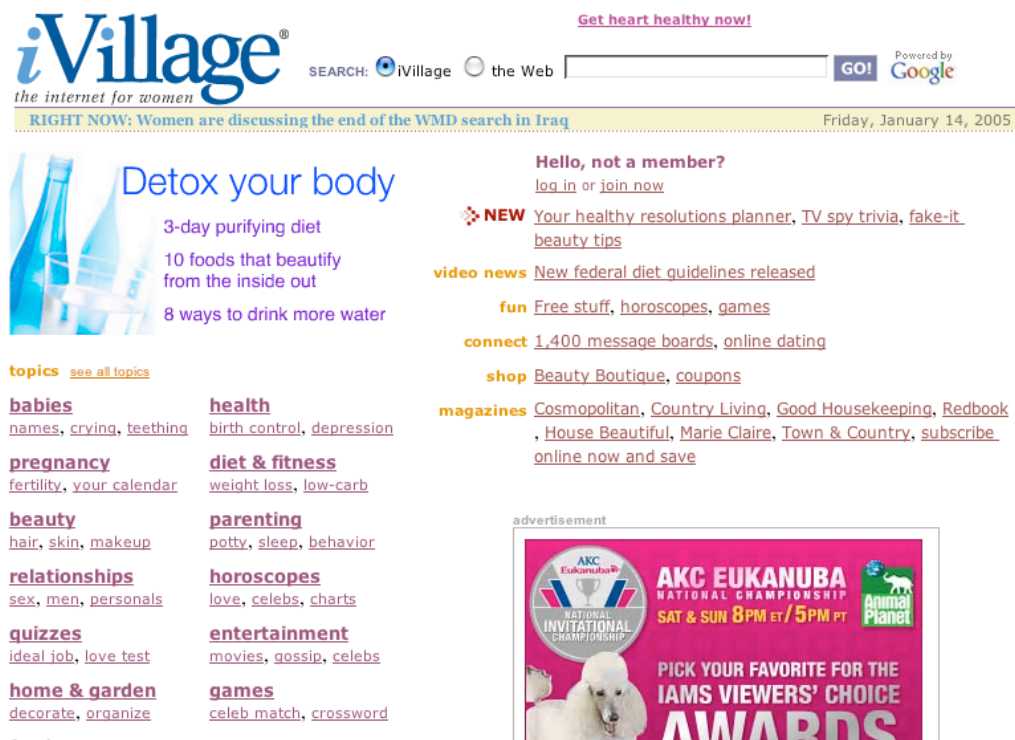 Get heart healthy now!
iVillage®
the internet for women
SEARCH: iVillage the Web GO! Powered by Google
RIGHT NOW: Women are discussing the end of the WMD search in Iraq Friday, January 14, 2005
Detox your body
3-day purifying diet
10 foods that beautify
from the inside out
8 ways to drink more water
Hello, not a member?
log in or join now
NEW Your healthy resolutions planner, TV spy trivia, fake-it
beauty tips
video news New federal diet guidelines released
fun Free stuff, horoscopes, games
connect 1,400 message boards, online dating
shop Beauty Boutique, coupons
magazines Cosmopolitan, Country Living, Good Housekeeping, Redbook
, House Beautiful, Marie Claire, Town & Country, subscribe
online now and save
topics see all topics
babies
names, crying, teething
health
birth control, depression
pregnancy
fertility, your calendar
diet & fitness
weight loss, low-carb
beauty
hair, skin, makeup
parenting
potty, sleep, behavior
relationships
sex, men, personals
horoscopes
love, celebs, charts
quizzes
ideal job, love test
entertainment
movies, gossip, celebs
home & garden
decorate, organize
games
celeb match, crossword
advertisement
AKC
Eukanuba
NATIONAL
INVITATIONAL
CHAMPIONSHIP
AKC EUKANUBA
NATIONAL CHAMPIONSHIP
SAT & SUN 8PM ET/5PM PT
Animal
Planet
PICK YOUR FAVORITE FOR THE
IAMS VIEWERS' CHOICE
AWARDS